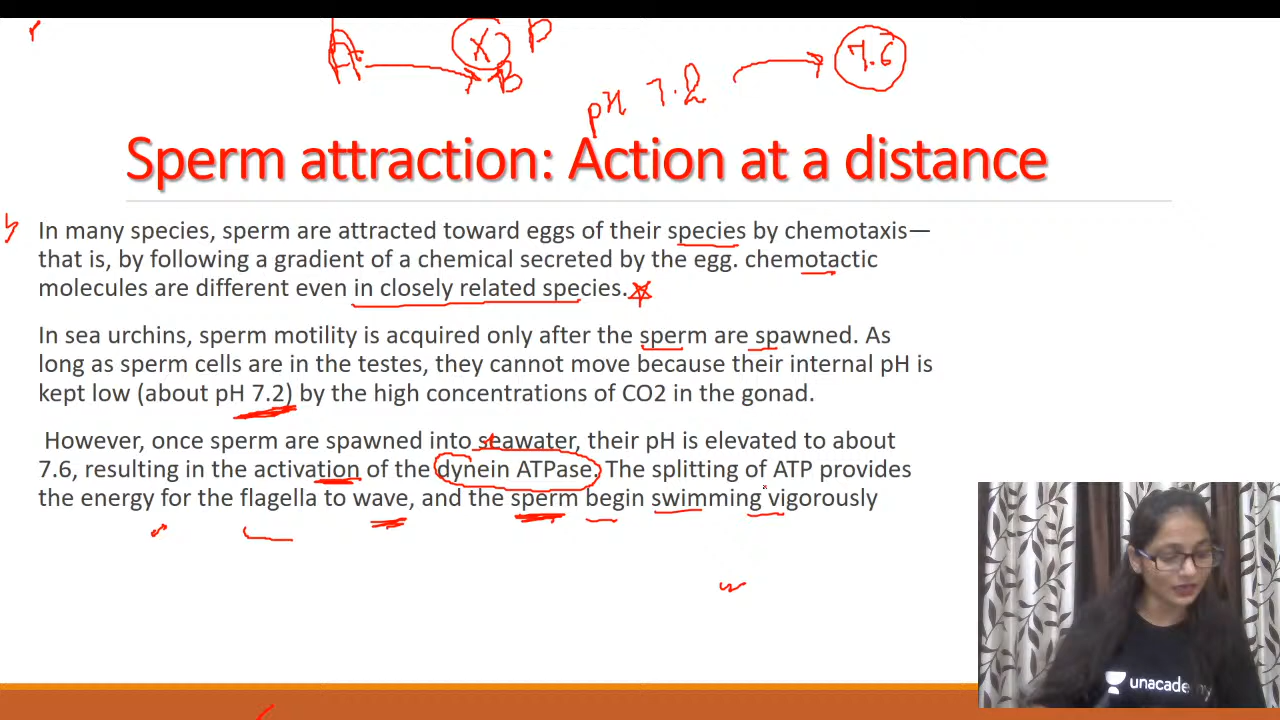 A X p
B
pH 7.2 7.6
Sperm attraction: Action at a distance
In many species, sperm are attracted toward eggs of their species by chemotaxis—
that is, by following a gradient of a chemical secreted by the egg. chemotactic
molecules are different even in closely related species.
In sea urchins, sperm motility is acquired only after the sperm are spawned. As
long as sperm cells are in the testes, they cannot move because their internal pH is
kept low (about pH 7.2) by the high concentrations of CO2 in the gonad.
However, once sperm are spawned into seawater, their pH is elevated to about
7.6, resulting in the activation of the dynein ATPase. The splitting of ATP provides
the energy for the flagella to wave, and the sperm begin swimming vigorously
unacademy